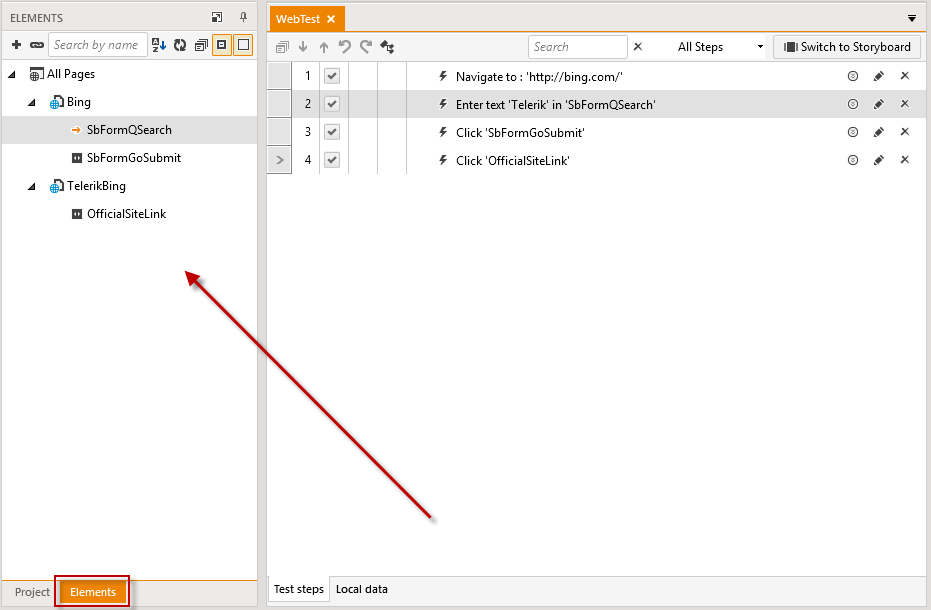 ELEMENTS
Search by name
All Pages
Bing
SbFormQSearch
SbFormGoSubmit
TelerikBing
OfficialSiteLink
Project
Elements
WebTest
Search
All Steps
Switch to Storyboard
1 Navigate to : 'http://bing.com/'
2 Enter text 'Telerik' in 'SbFormQSearch'
3 Click 'SbFormGoSubmit'
4 Click 'OfficialSiteLink'
Test steps
Local data